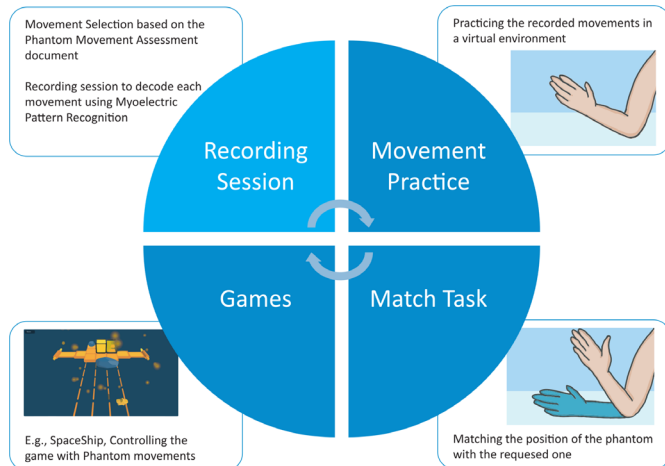 Movement Selection based on the
Phantom Movement Assessment
document
Recording session to decode each
movement using Myoelectric
Pattern Recognition
Practicing the recorded movements in
a virtual environment
Recording
Session
Movement
Practice
Games
Match Task
E.g., SpaceShip, Controlling the
game with Phantom movements
Matching the position of the phantom
with the requesed one